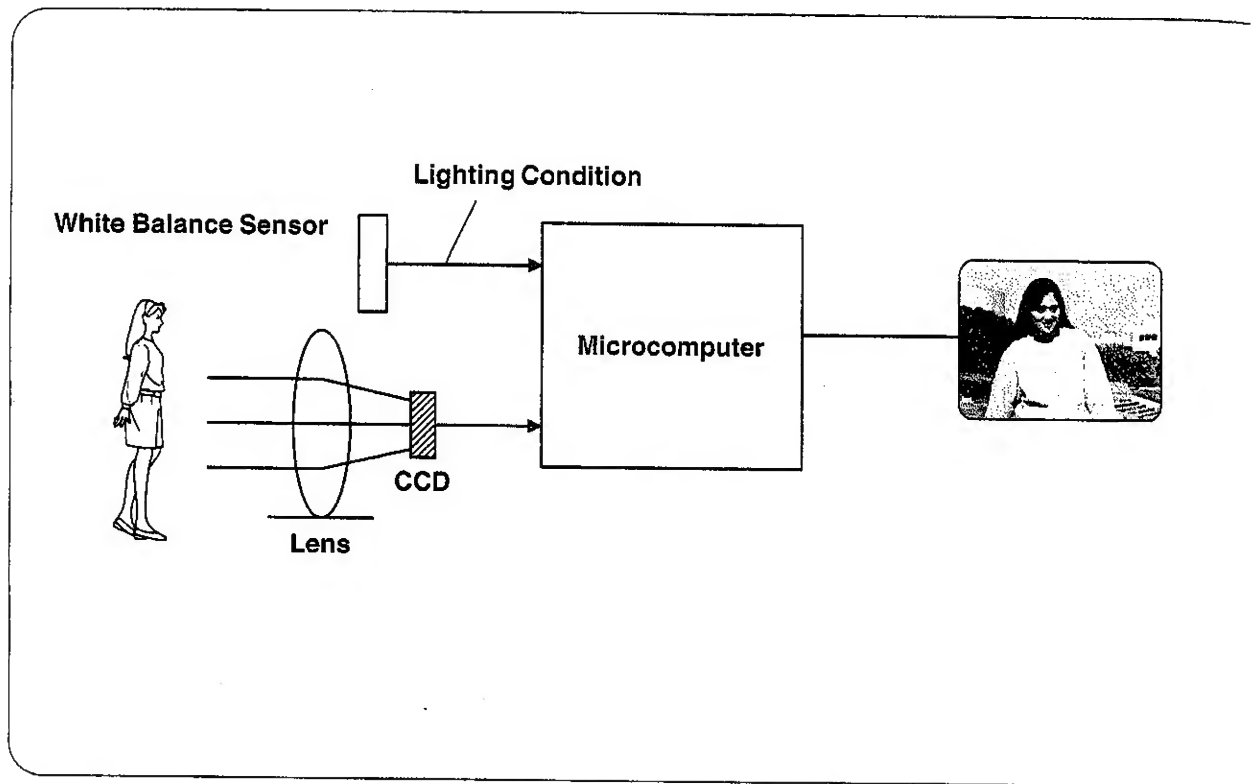 Lighting Condition
White Balance Sensor
Microcomputer
CCD
Lens